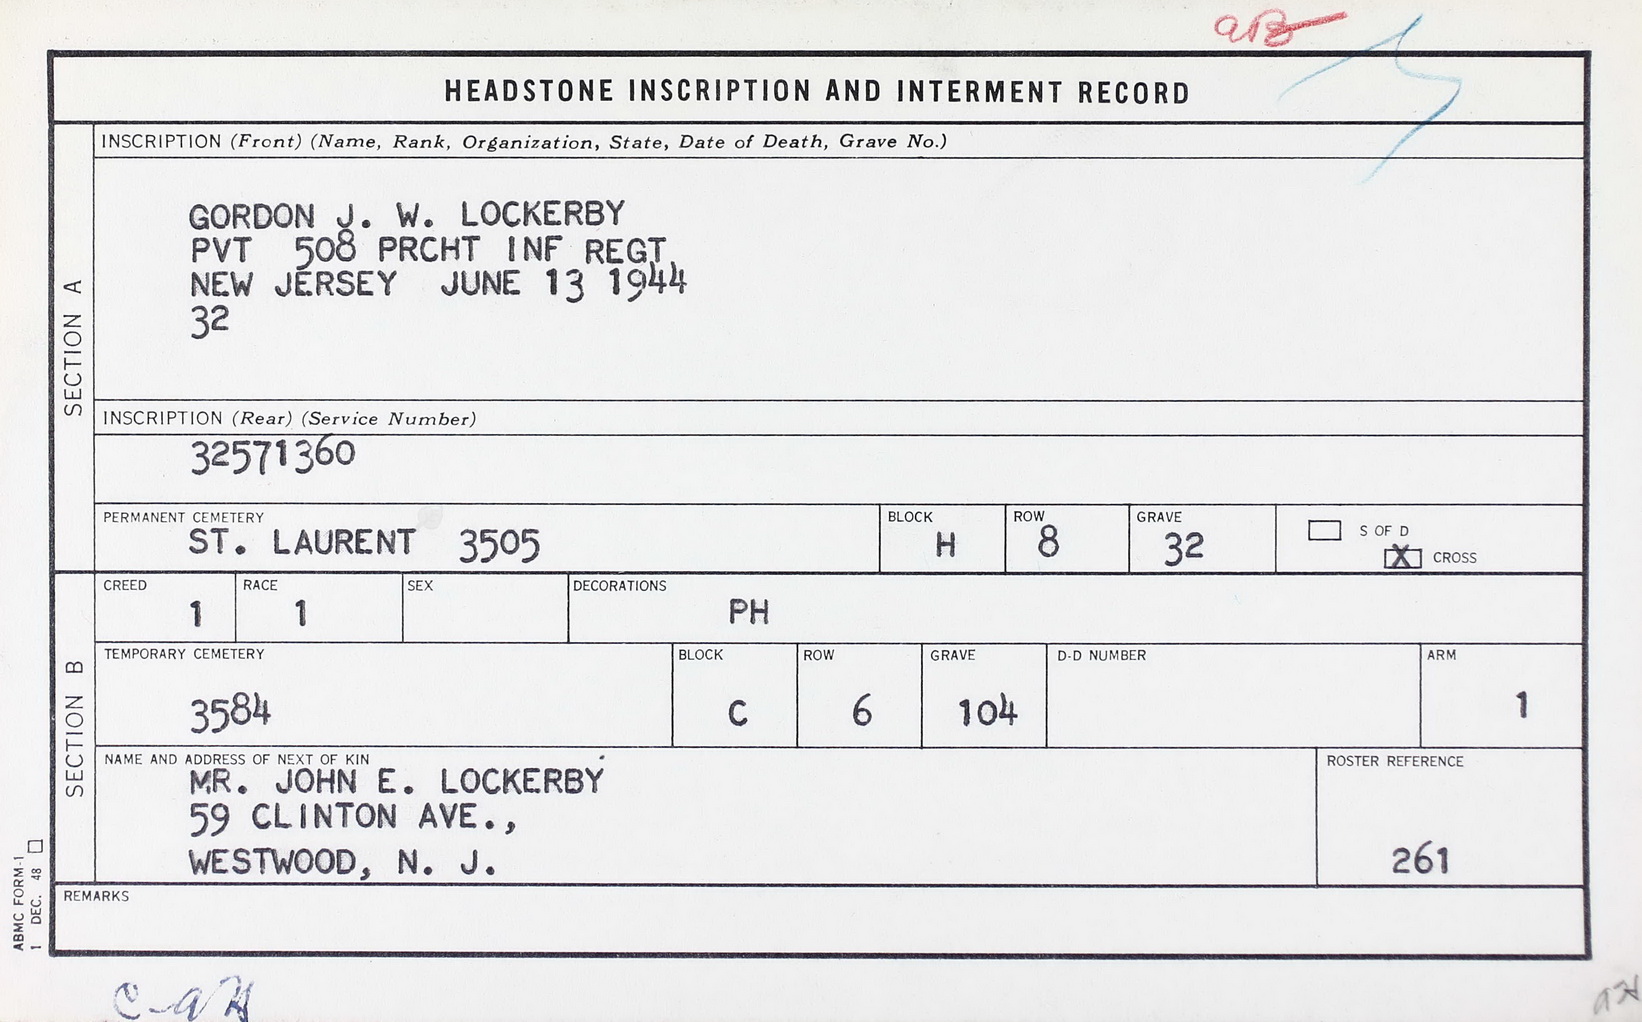 aB
HEADSTONE INSCRIPTION AND INTERMENT RECORD
SECTION A
INSCRIPTION (Front) (Name, Rank, Organization, State, Date of Death, Grave No.)
GORDON J. W. LOCKERBY
PVT 508 PRCHT INF REGT
NEW JERSEY JUNE 13 1944
32
INSCRIPTION (Rear) (Service Number)
32571360
PERMANENT CEMETERY BLOCK ROW GRAVE
ST. LAURENT 3505 H 8 32
S OF D
X CROSS
SECTION B
CREED RACE SEX DECORATIONS
1 1 PH
TEMPORARY CEMETERY BLOCK ROW GRAVE D-D NUMBER ARM
3584 C 6 104 1
NAME AND ADDRESS OF NEXT OF KIN ROSTER REFERENCE
MR. JOHN E. LOCKERBY
59 CLINTON AVE.,
WESTWOOD, N. J. 261
REMARKS
ABMC FORM-1
1 DEC. 48